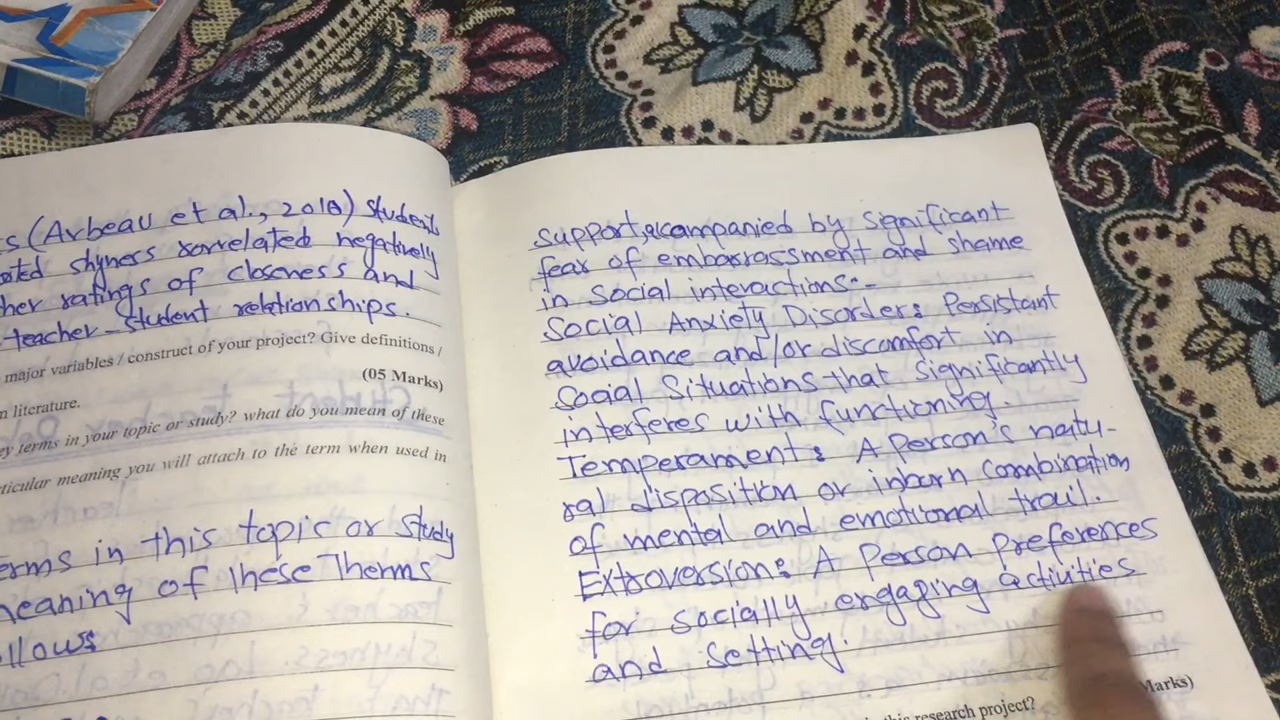 s (Arbeau et al., 2010) students
shyness correlated negatively
her ratings of closeness and
teacher-student relationships.
major variables / construct of your project? Give definitions /
(05 Marks)
literature.
ey terms in your topic or study? what do you mean of these
ticular meaning you will attach to the term when used in
erms in this topic or study
meaning of These Therms
llows
support, accompanied by significant
fear of embarrassment and shame
in social interactions:-
Social Anxiety Disorder: Persistant
avoidance and/or discomfort in
Social Situations that significantly
interferes with functioning.
Temperament: A Person's natu-
ral disposition or inborn combination
of mental and emotional trail.
Extroversion: A Person preferences
for socially engaging activities
and setting.
this research project?
Marks)